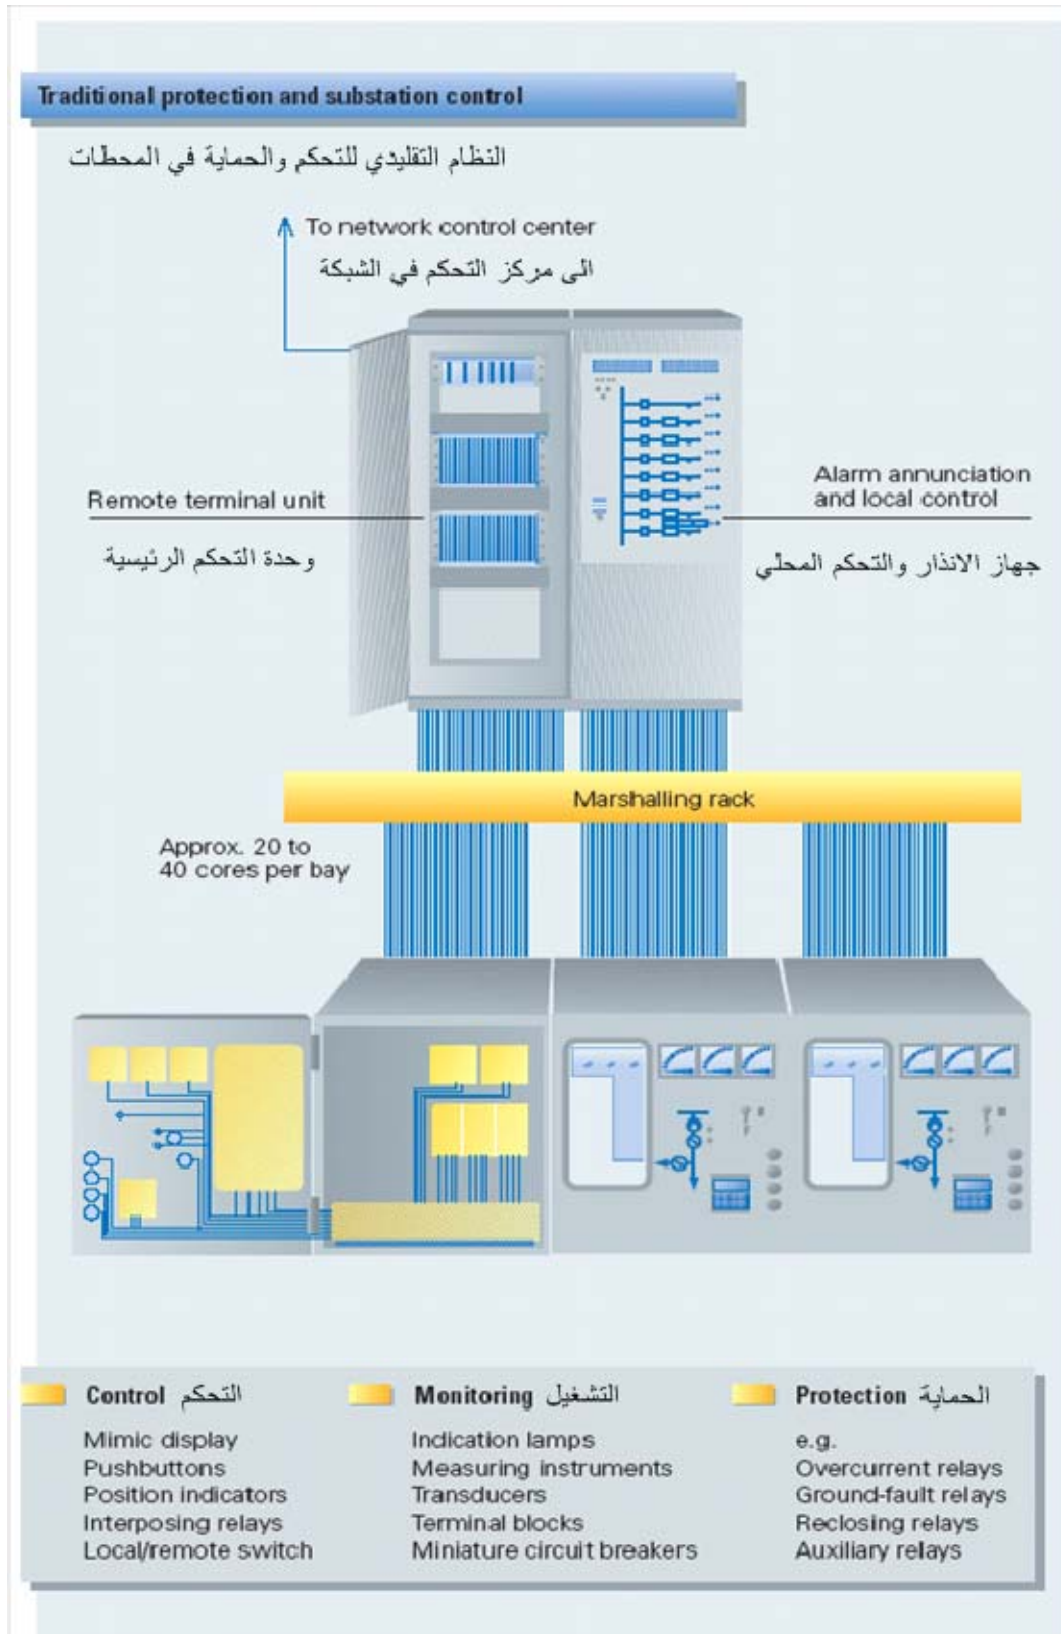 Traditional protection and substation control
النظام التقليدي للتحكم والحماية في المحطات
To network control center
الى مركز التحكم في الشبكة
Remote terminal unit
وحدة التحكم الرئيسية
Alarm annunciation
and local control
جهاز الانذار والتحكم المحلي
Marshalling rack
Approx. 20 to
40 cores per bay
Control التحكم
Mimic display
Pushbuttons
Position indicators
Interposing relays
Local/remote switch
Monitoring التشغيل
Indication lamps
Measuring instruments
Transducers
Terminal blocks
Miniature circuit breakers
Protection الحماية
e.g.
Overcurrent relays
Ground-fault relays
Reclosing relays
Auxiliary relays